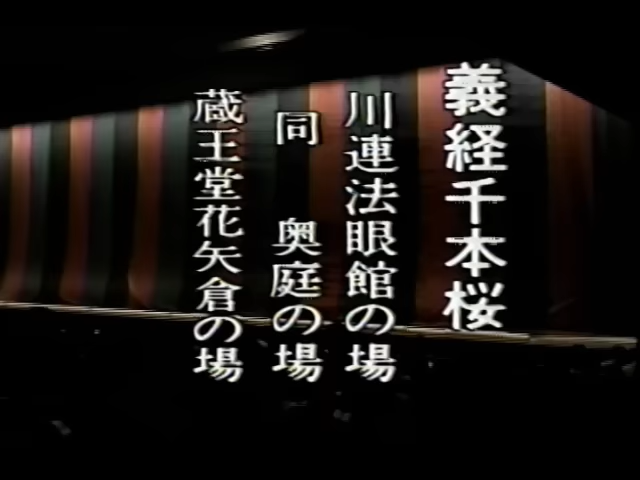 義経千本桜
川連法眼館の場
同 奥庭の場
蔵王堂花矢倉の場